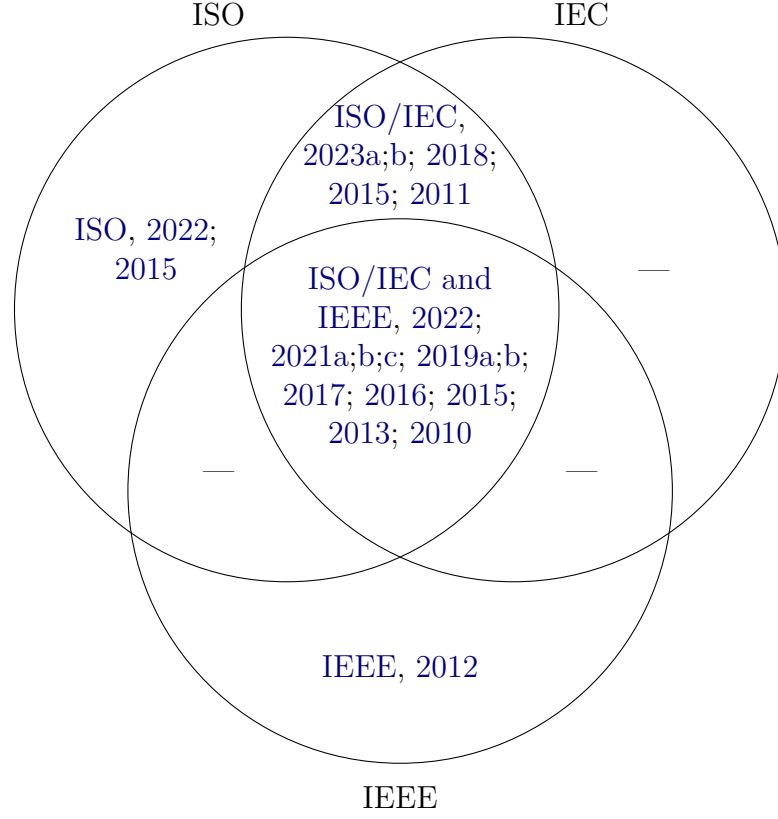 ISO
IEC
ISO/IEC,
2023a;b; 2018;
2015; 2011
ISO, 2022;
2015
—
ISO/IEC and
IEEE, 2022;
2021a;b;c; 2019a;b;
2017; 2016; 2015;
2013; 2010
—
—
IEEE, 2012
IEEE